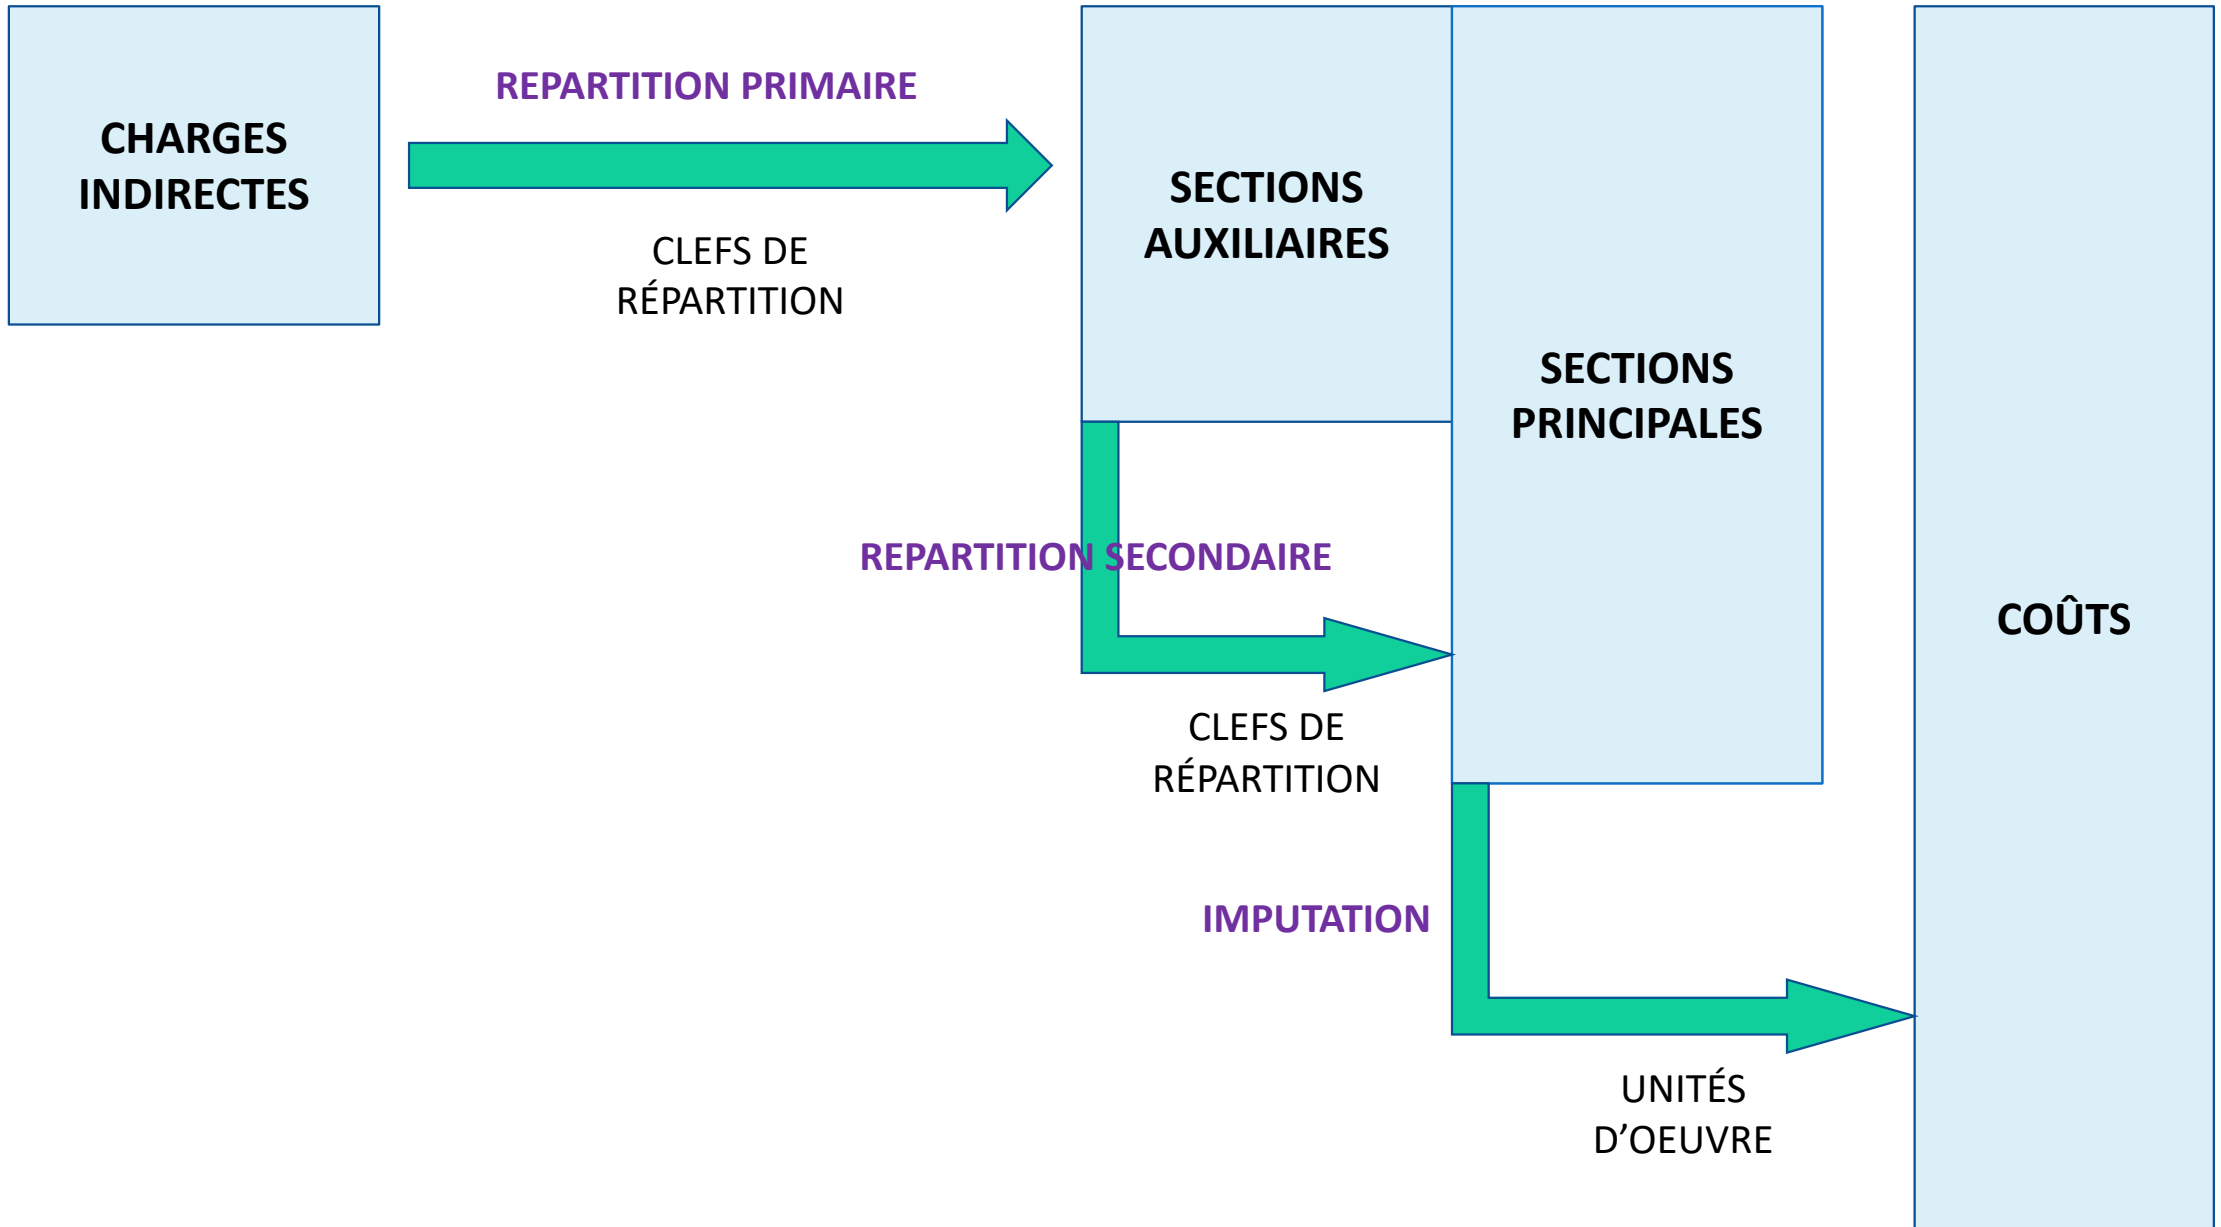 CHARGES
INDIRECTES
REPARTITION PRIMAIRE
CLEFS DE
RÉPARTITION
SECTIONS
AUXILIAIRES
SECTIONS
PRINCIPALES
REPARTITION SECONDAIRE
CLEFS DE
RÉPARTITION
IMPUTATION
UNITÉS
D’OEUVRE
COÛTS